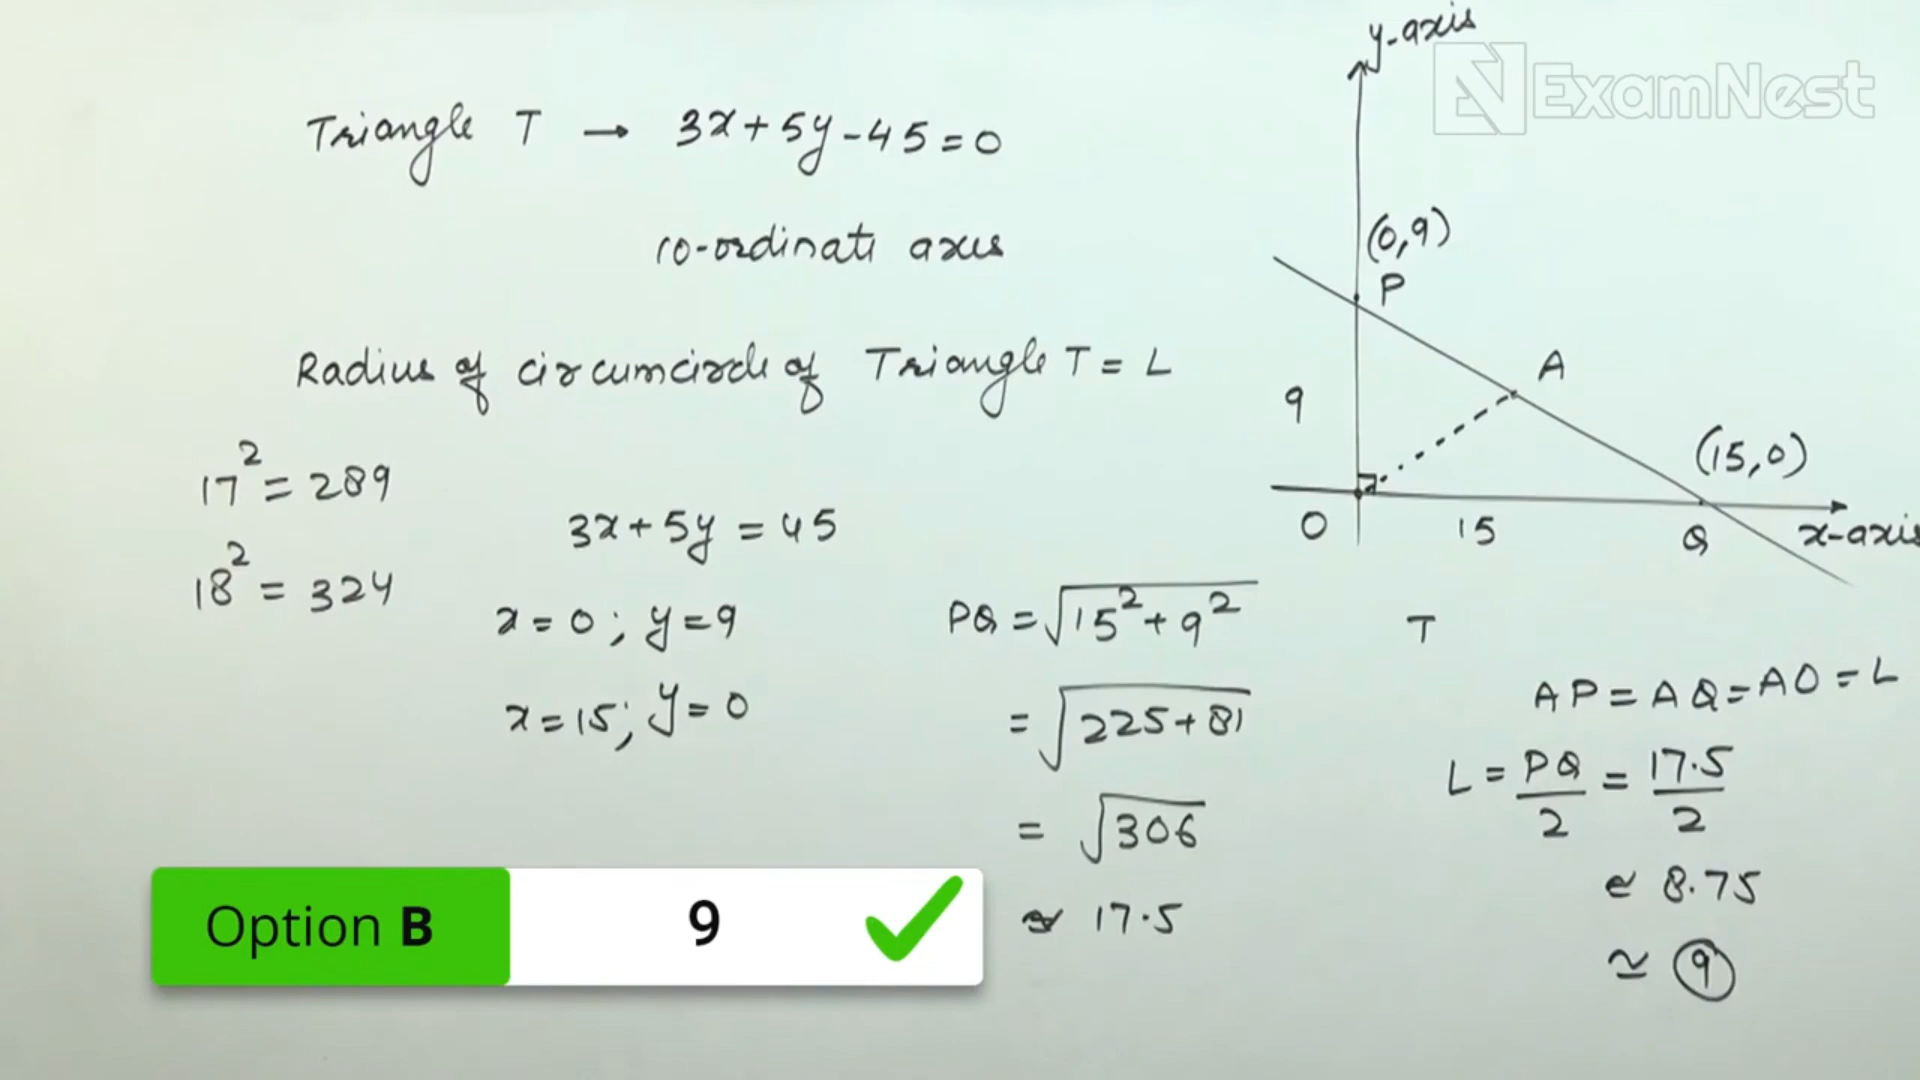 y-axis
ExamNest
Triangle T → 3x+5y-45=0
(0,9)
co-ordinate axes
P
Radius of circumcircle of Triangle T = L
A
9
(15,0)
17² = 289
3x+5y = 45
O 15 Q x-axis
18² = 324
x=0; y=9
PQ = √15²+9²
T
x=15; y=0
= √225+81
AP = AQ = AO = L
L = PQ/2 = 17.5/2
= √306
≃ 8.75
Option B 9
≃ 17.5
≃ 9